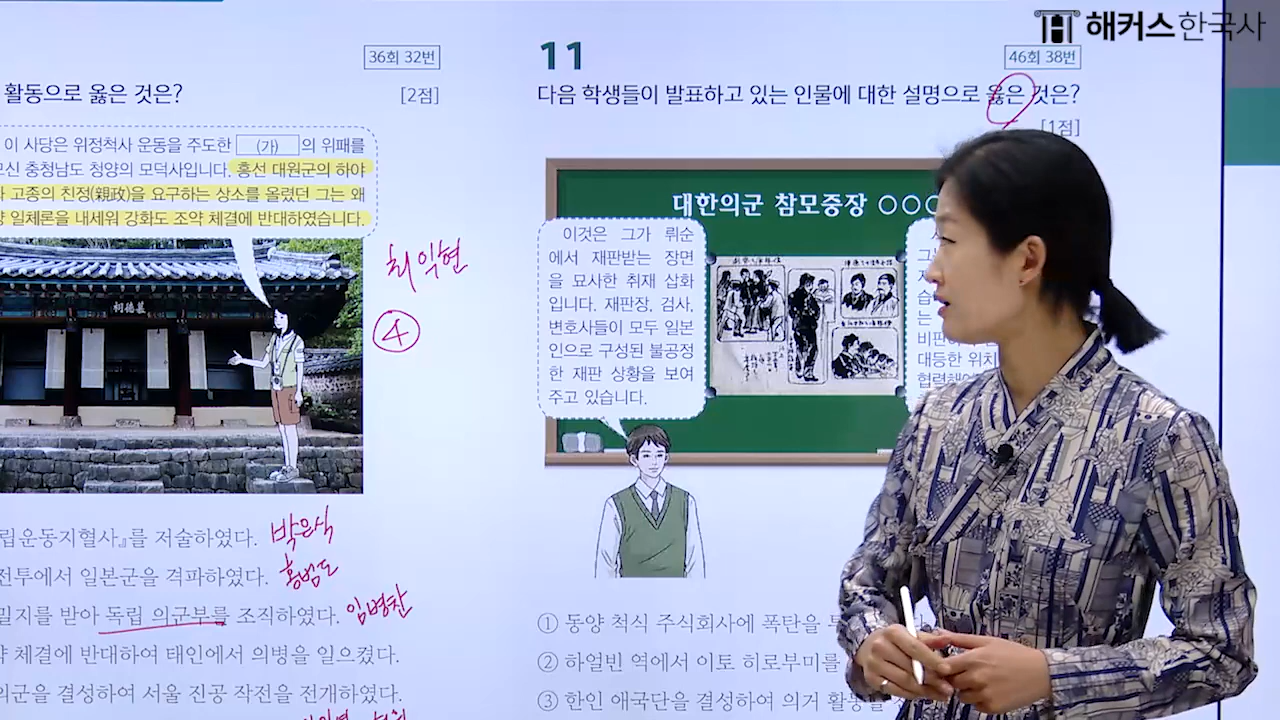 해커스한국사
36회 32번
활동으로 옳은 것은?
[2점]
이 사당은 위정척사 운동을 주도한 (가) 의 위패를
모신 충청남도 청양의 모덕사입니다. 흥선 대원군의 하야
와 고종의 친정(親政)을 요구하는 상소를 올렸던 그는 왜
양 일체론을 내세워 강화도 조약 체결에 반대하였습니다.
최익현
④
립운동지혈사』를 저술하였다. 박은식
전투에서 일본군을 격파하였다. 홍범도
밀지를 받아 독립 의군부를 조직하였다. 임병찬
약 체결에 반대하여 태인에서 의병을 일으켰다.
의군을 결성하여 서울 진공 작전을 전개하였다.
11
46회 38번
다음 학생들이 발표하고 있는 인물에 대한 설명으로 옳은 것은?
[1점]
대한의군 참모중장 ○○○
이것은 그가 뤼순
에서 재판받는 장면
을 묘사한 취재 삽화
입니다. 재판장, 검사,
변호사들이 모두 일본
인으로 구성된 불공정
한 재판 상황을 보여
주고 있습니다.
는
대등한 위치
① 동양 척식 주식회사에 폭탄을
② 하얼빈 역에서 이토 히로부미를
③ 한인 애국단을 결성하여 의거 활동을